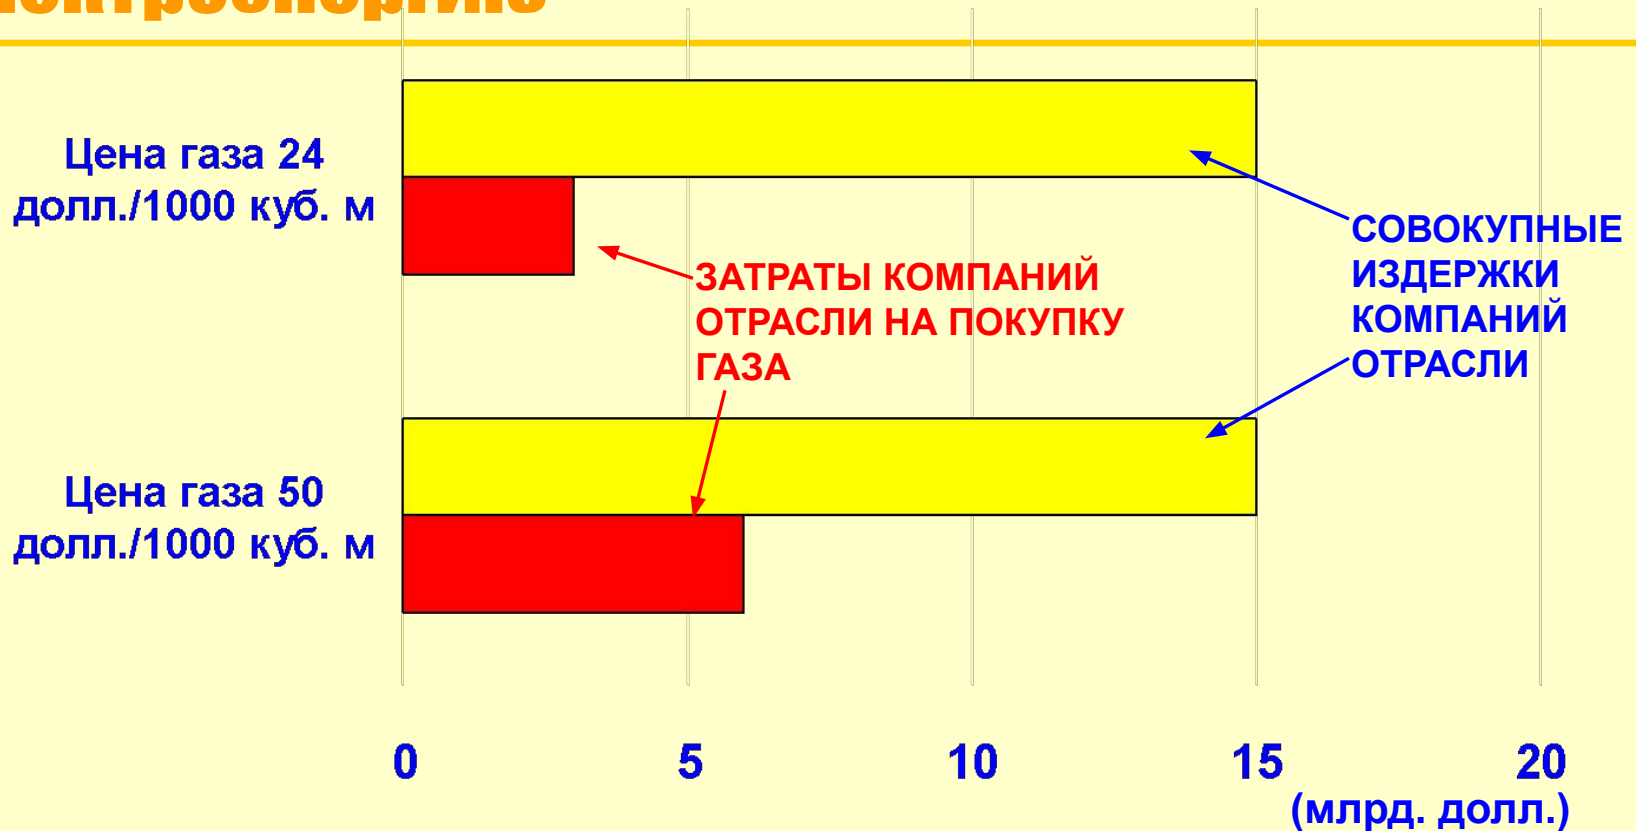 Цена газа 24
долл./1000 куб. м
СОВОКУПНЫЕ
ИЗДЕРЖКИ
КОМПАНИЙ
ОТРАСЛИ
ЗАТРАТЫ КОМПАНИЙ
ОТРАСЛИ НА ПОКУПКУ
ГАЗА
Цена газа 50
долл./1000 куб. м
0 5 10 15 20
(млрд. долл.)